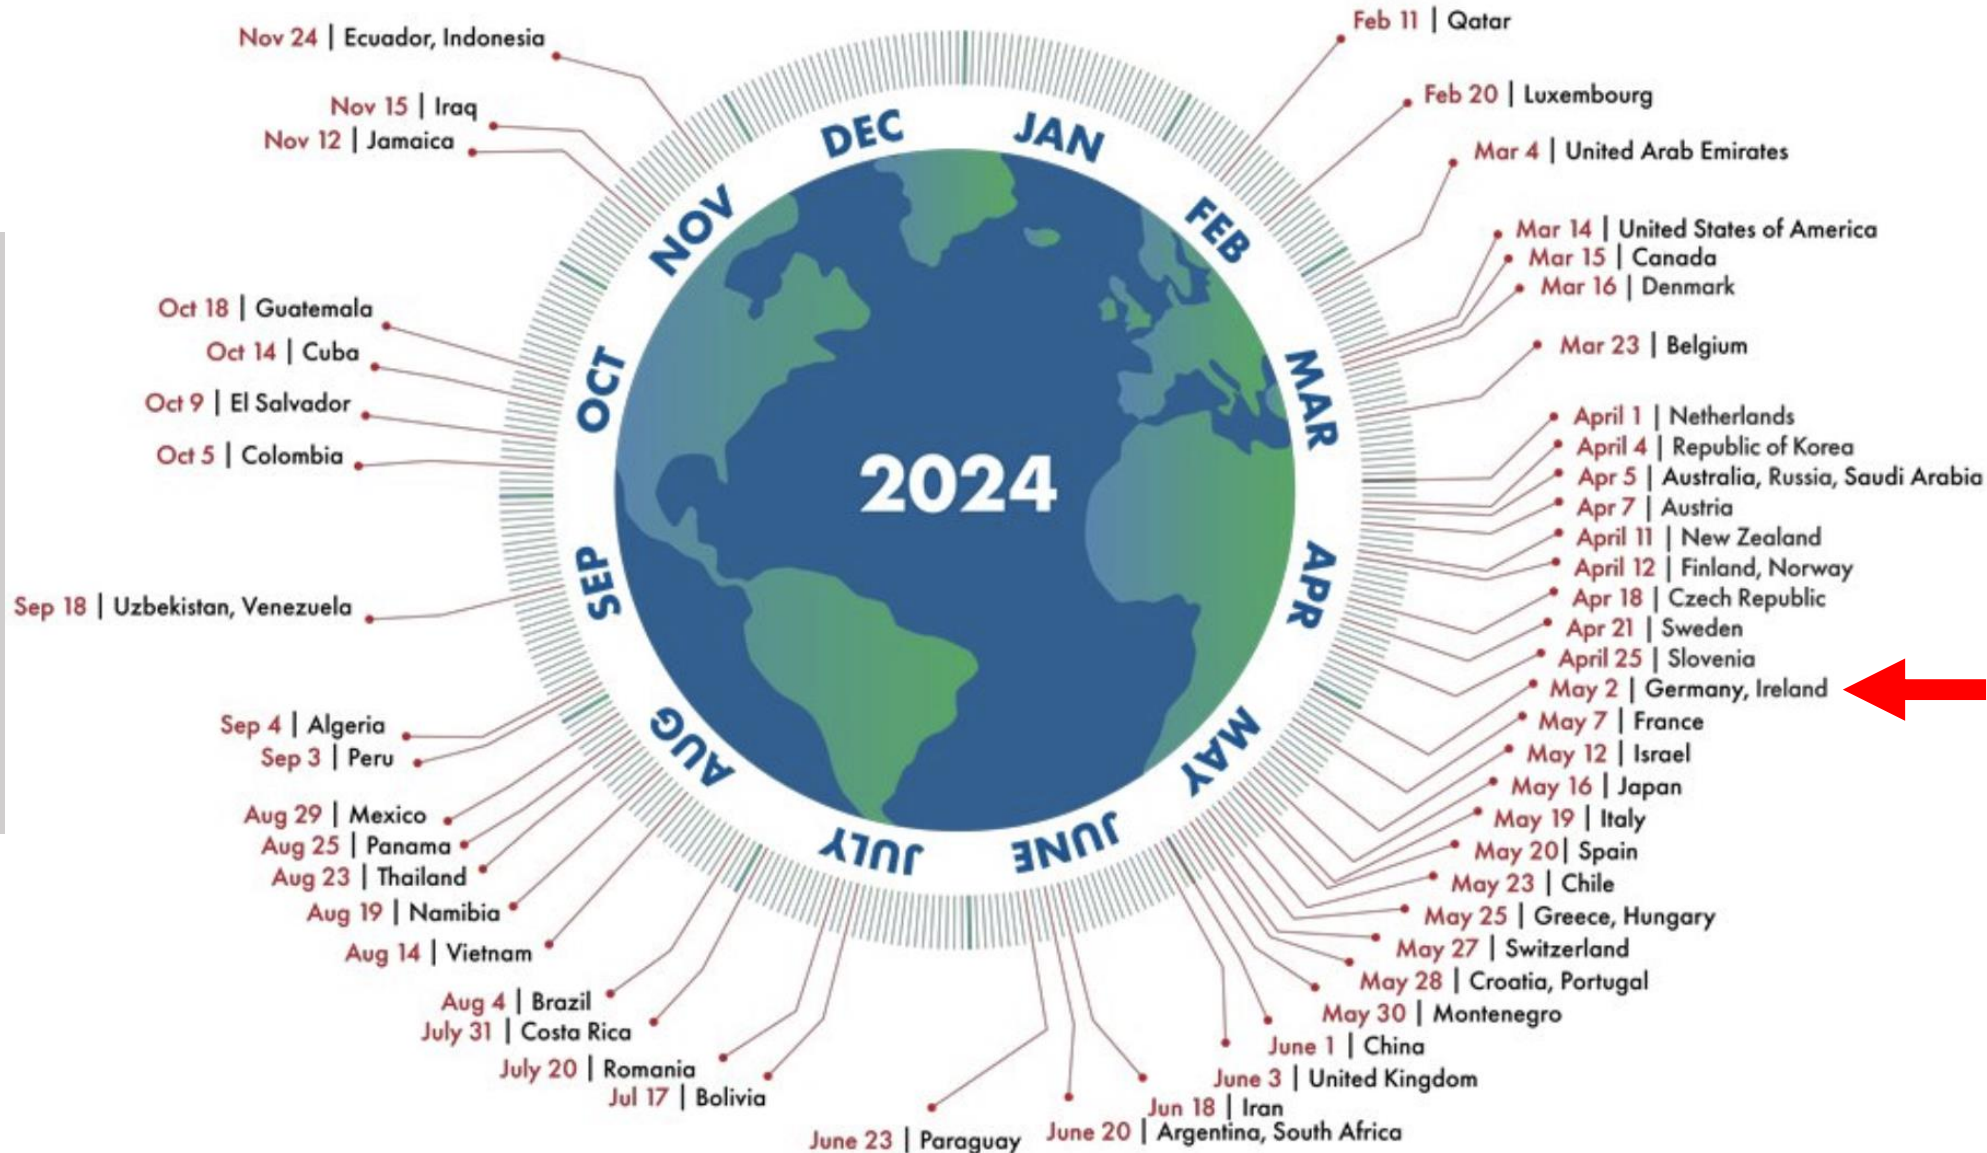 Feb 11 | Qatar
Feb 20 | Luxembourg
Mar 4 | United Arab Emirates
Mar 14 | United States of America
Mar 15 | Canada
Mar 16 | Denmark
Mar 23 | Belgium
April 1 | Netherlands
April 4 | Republic of Korea
Apr 5 | Australia, Russia, Saudi Arabia
Apr 7 | Austria
April 11 | New Zealand
April 12 | Finland, Norway
Apr 18 | Czech Republic
Apr 21 | Sweden
April 25 | Slovenia
May 2 | Germany, Ireland
May 7 | France
May 12 | Israel
May 16 | Japan
May 19 | Italy
May 20| Spain
May 23 | Chile
May 25 | Greece, Hungary
May 27 | Switzerland
May 28 | Croatia, Portugal
May 30 | Montenegro
June 1 | China
June 3 | United Kingdom
Jun 18 | Iran
June 20 | Argentina, South Africa
June 23 | Paraguay
Jul 17 | Bolivia
July 20 | Romania
July 31 | Costa Rica
Aug 4 | Brazil
Aug 14 | Vietnam
Aug 19 | Namibia
Aug 23 | Thailand
Aug 25 | Panama
Aug 29 | Mexico
Sep 3 | Peru
Sep 4 | Algeria
Sep 18 | Uzbekistan, Venezuela
Oct 5 | Colombia
Oct 9 | El Salvador
Oct 14 | Cuba
Oct 18 | Guatemala
Nov 12 | Jamaica
Nov 15 | Iraq
Nov 24 | Ecuador, Indonesia
JAN
FEB
MAR
APR
MAY
JUNE
JULY
AUG
SEP
OCT
NOV
DEC
2024